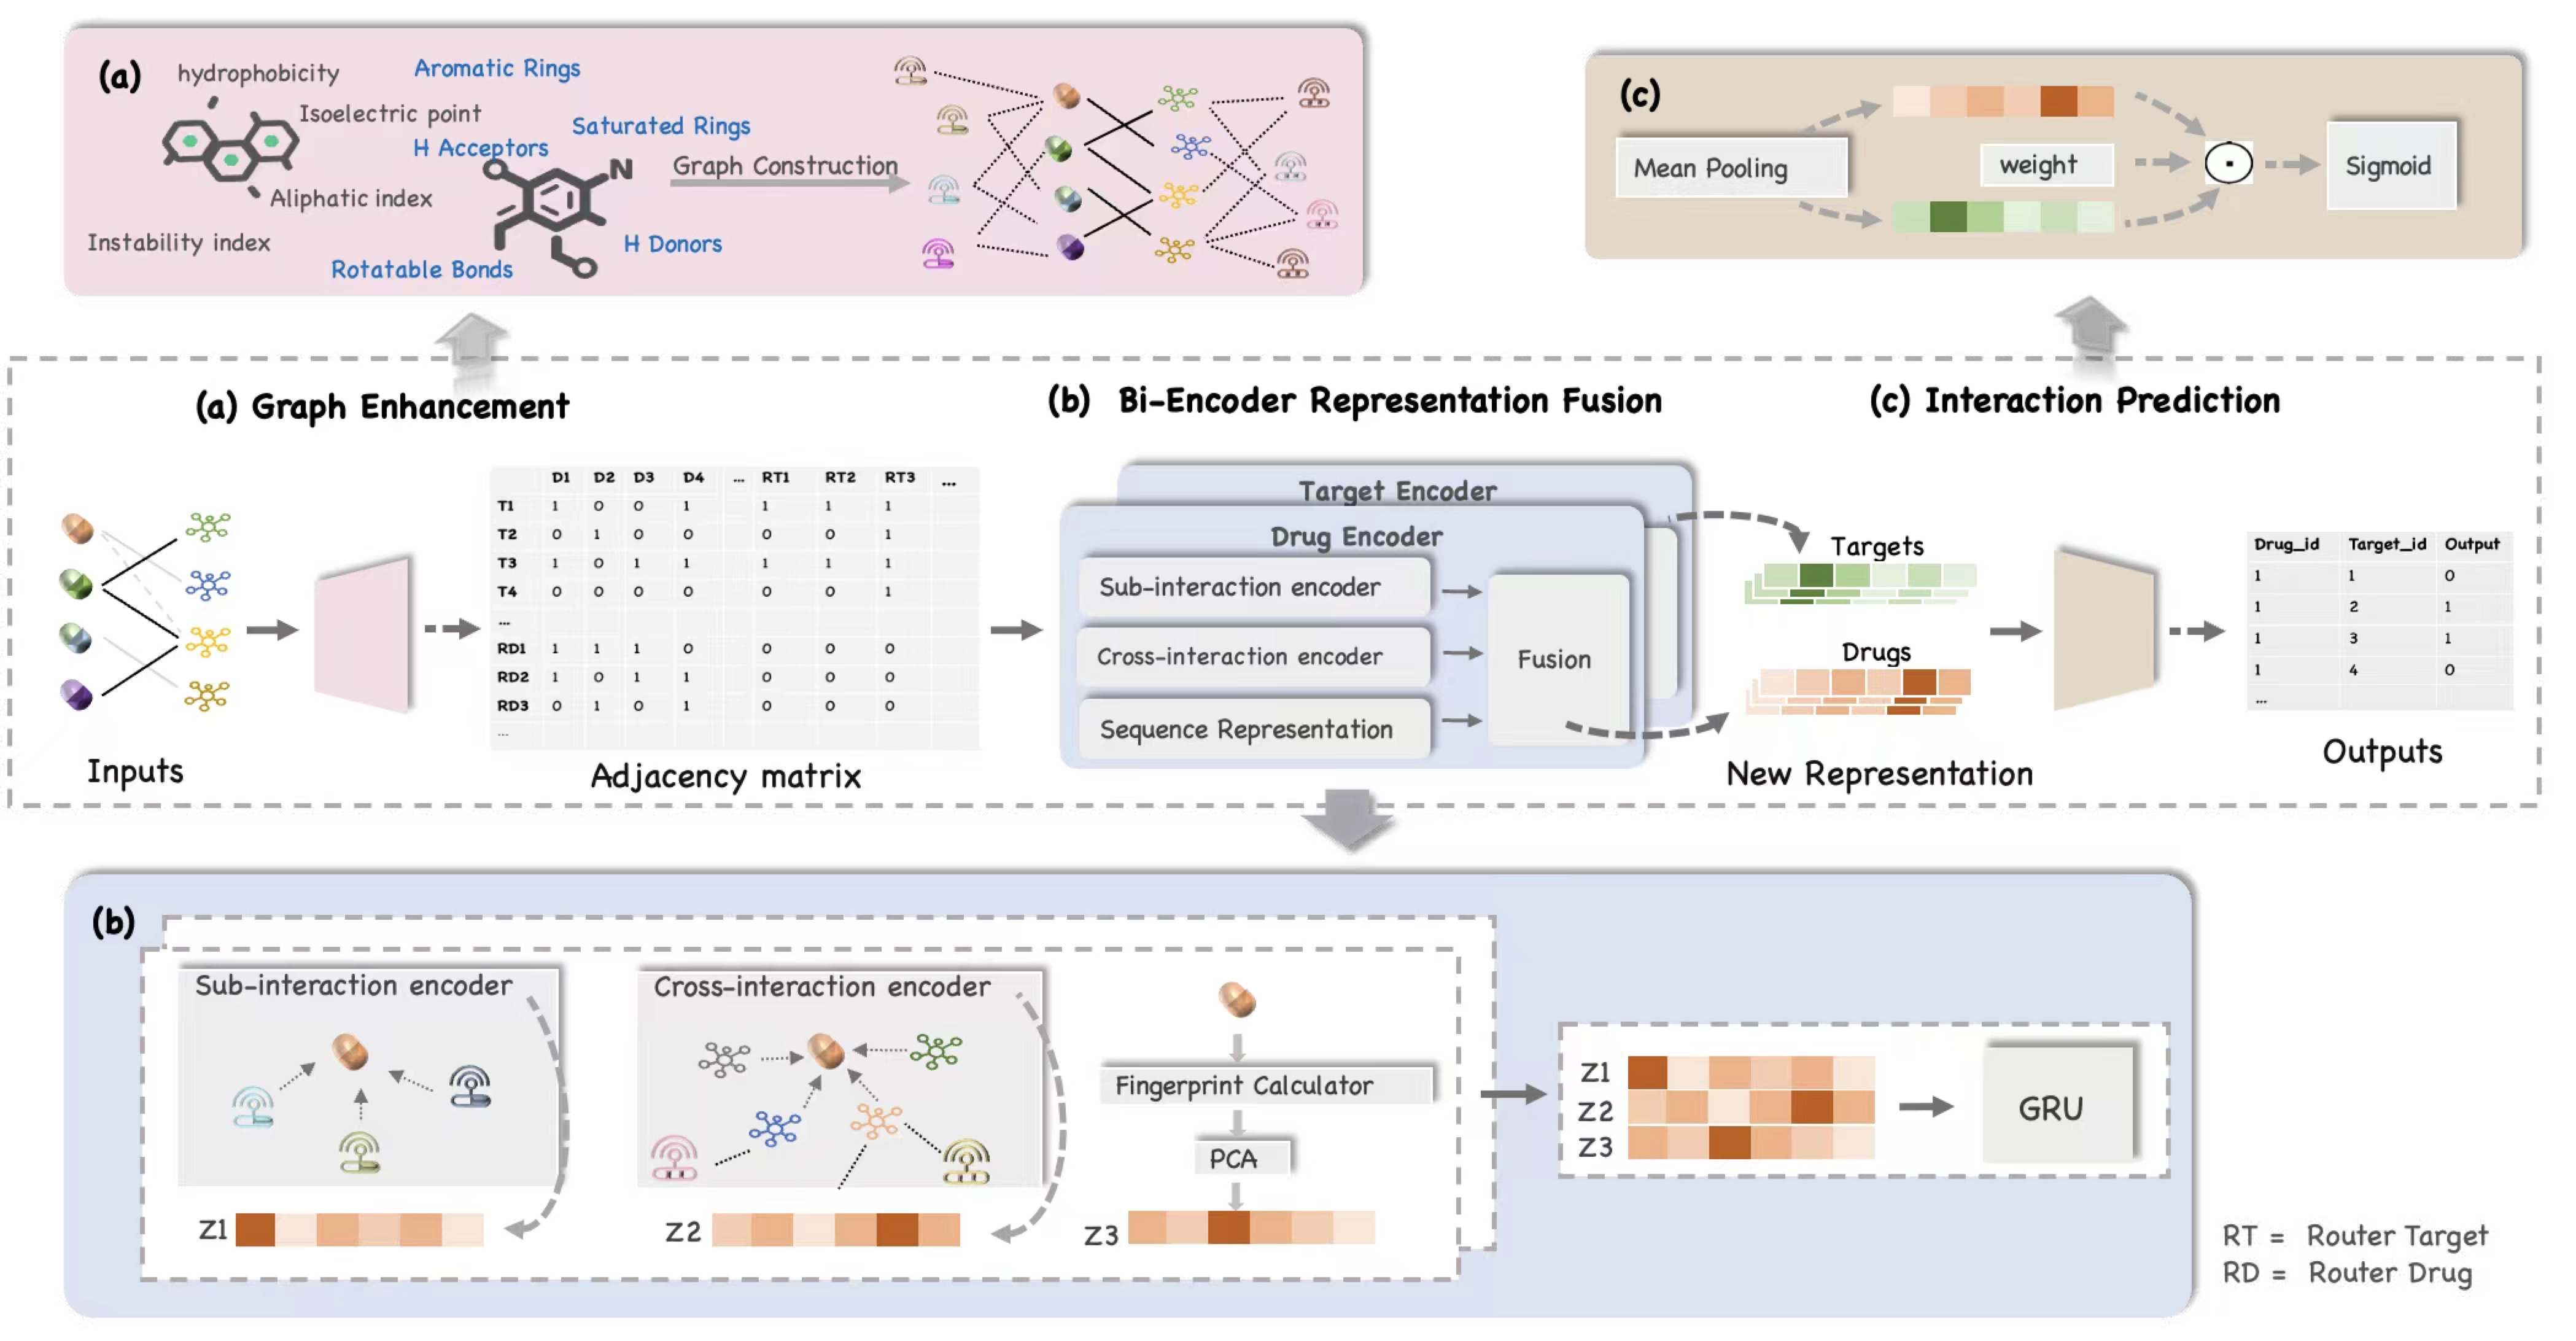 (a)
hydrophobicity
Aromatic Rings
Isoelectric point
Saturated Rings
H Acceptors
N
Graph Construction
Aliphatic index
Instability index
H Donors
Rotatable Bonds
(c)
Mean Pooling
weight
Sigmoid
(a) Graph Enhancement
(b) Bi-Encoder Representation Fusion
(c) Interaction Prediction
Inputs
D1 D2 D3 D4 ... RT1 RT2 RT3 ...
T1 1 0 0 1 1 1 1
T2 0 1 0 0 0 0 1
T3 1 0 1 1 1 1 1
T4 0 0 0 0 0 0 1
...
RD1 1 1 1 0 0 0 0
RD2 1 0 1 1 0 0 0
RD3 0 1 0 1 0 0 0
...
Adjacency matrix
Target Encoder
Drug Encoder
Sub-interaction encoder
Cross-interaction encoder
Sequence Representation
Fusion
Targets
Drugs
New Representation
Drug_id Target_id Output
1 1 0
1 2 1
1 3 1
1 4 0
...
Outputs
(b)
Sub-interaction encoder
Z1
Cross-interaction encoder
Z2
Fingerprint Calculator
PCA
Z3
Z1
Z2
Z3
GRU
RT = Router Target
RD = Router Drug